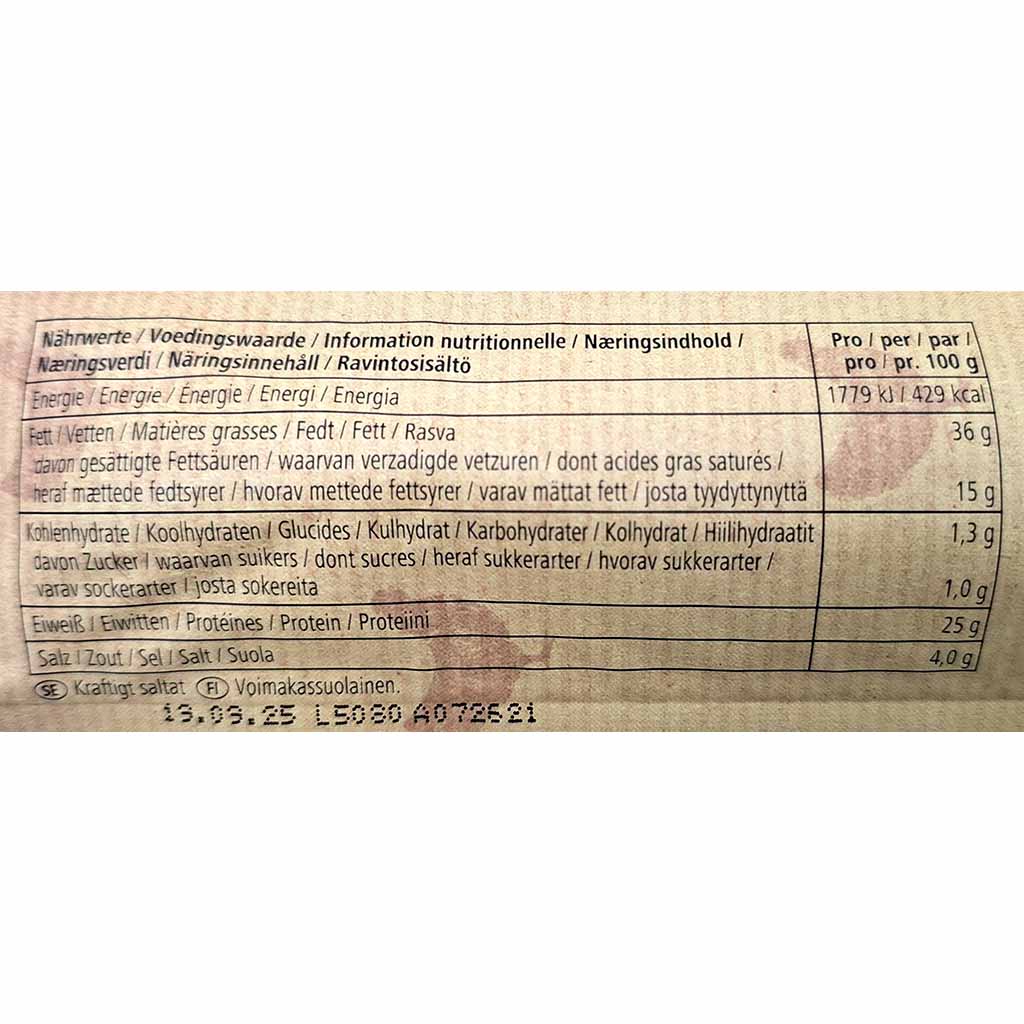 Nährwerte / Voedingswaarde / Information nutritionnelle / Næringsindhold /
Næringsverdi / Näringsinnehåll / Ravintosisältö
Pro / per / par /
pro / pr. 100 g
Energie / Energie / Énergie / Energi / Energia 1779 kJ / 429 kcal
Fett / Vetten / Matières grasses / Fedt / Fett / Rasva 36 g
davon gesättigte Fettsäuren / waarvan verzadigde vetzuren / dont acides gras saturés /
heraf mættede fedtsyrer / hvorav mettede fettsyrer / varav mättat fett / josta tyydyttynyttä 15 g
Kohlenhydrate / Koolhydraten / Glucides / Kulhydrat / Karbohydrater / Kolhydrat / Hiilihydraatit 1,3 g
davon Zucker / waarvan suikers / dont sucres / heraf sukkerarter / hvorav sukkerarter /
varav sockerarter / josta sokereita 1,0 g
Eiweiß / Eiwitten / Protéines / Protein / Proteiini 25 g
Salz / Zout / Sel / Salt / Suola 4,0 g
SE Kraftigt saltat FI Voimakassuolainen.
19.09.25 L5080 A072621